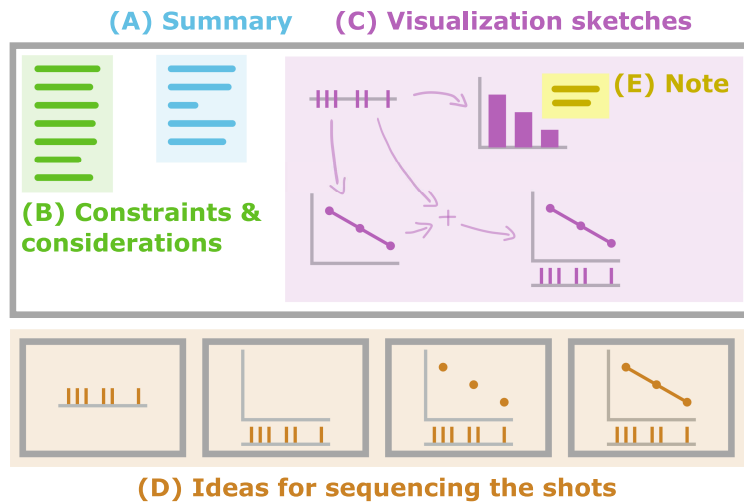 (A) Summary
(C) Visualization sketches
(E) Note
(B) Constraints &
considerations
(D) Ideas for sequencing the shots